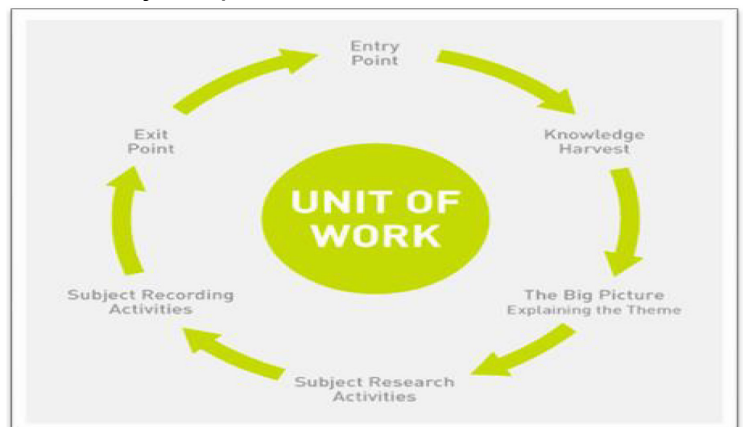 Entry
Point
Knowledge
Harvest
The Big Picture
Explaining the Theme
Subject Research
Activities
Subject Recording
Activities
Exit
Point
UNIT OF
WORK